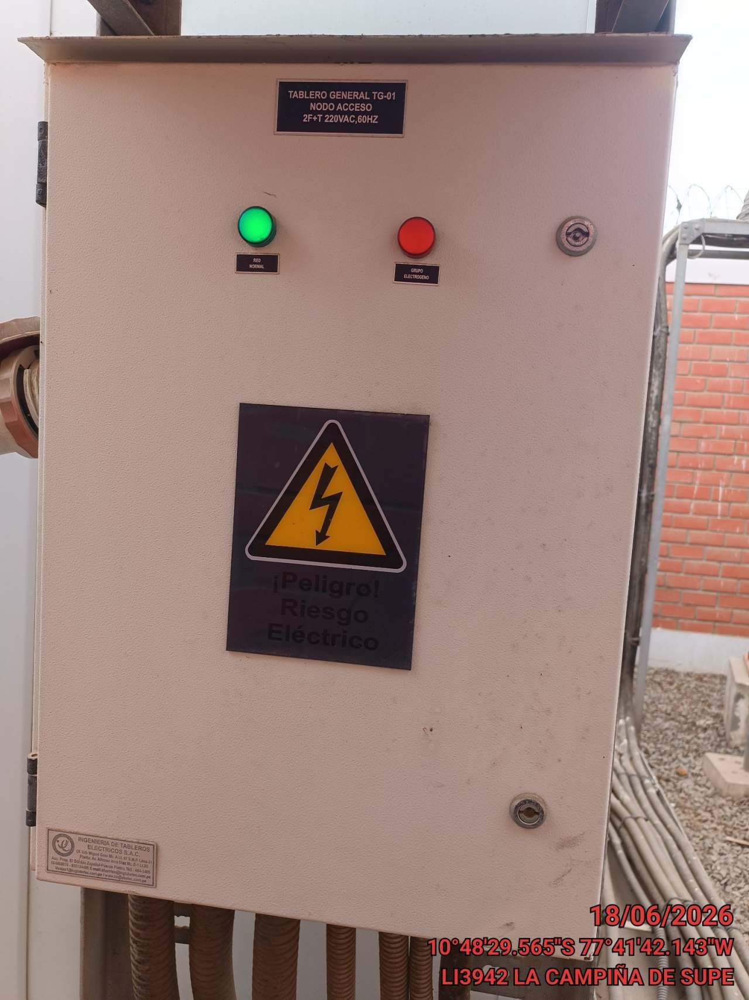 TABLERO GENERAL TG-01
NODO ACCESO
2F+T 220VAC,60HZ
RED
NORMAL
GRUPO
ELECTROGENO
¡Peligro!
Riesgo
Eléctrico
INGENIERIA DE TABLEROS
ELECTRICOS S.A.C.
18/06/2026
10°48'29.565"S 77°41'42.143"W
LI3942 LA CAMPIÑA DE SUPE